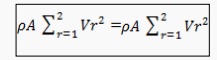 ρA ∑_{r=1}^{2} Vr² =ρA ∑_{r=1}^{2} Vr²